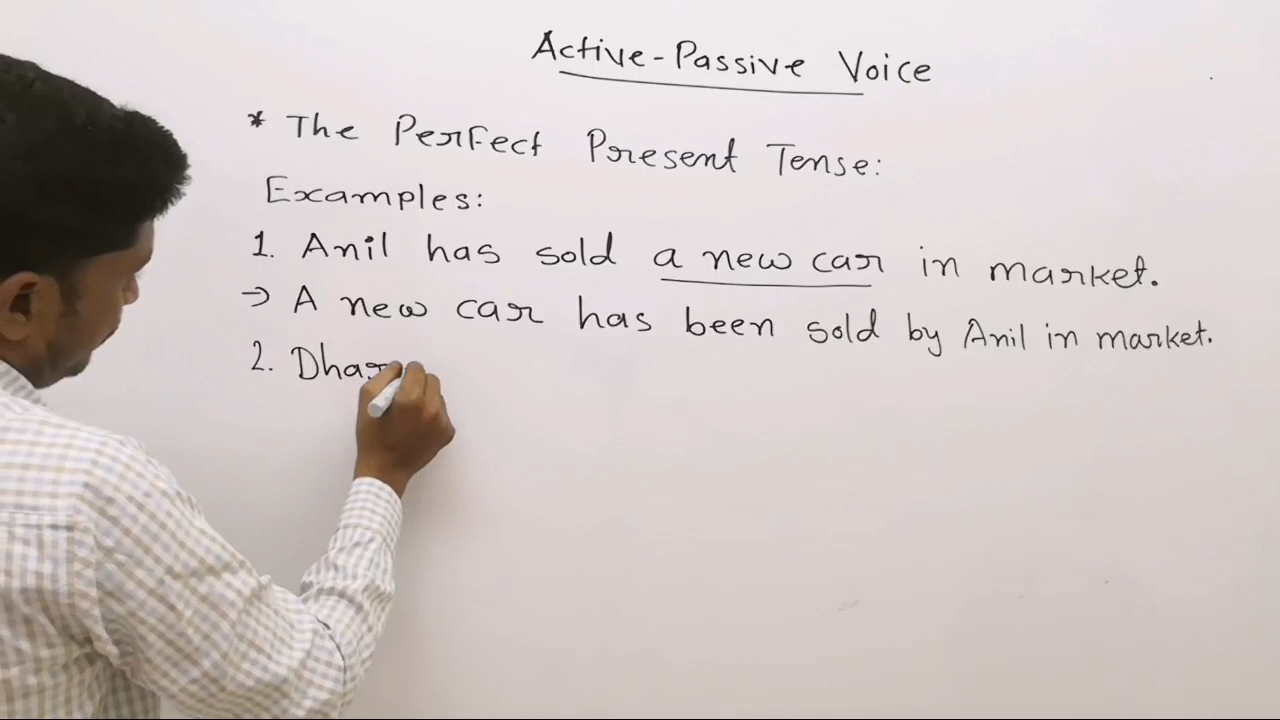 Active-Passive Voice
* The Perfect Present Tense:
Examples:
1. Anil has sold a new car in market.
→ A new car has been sold by Anil in market.
2. Dhar